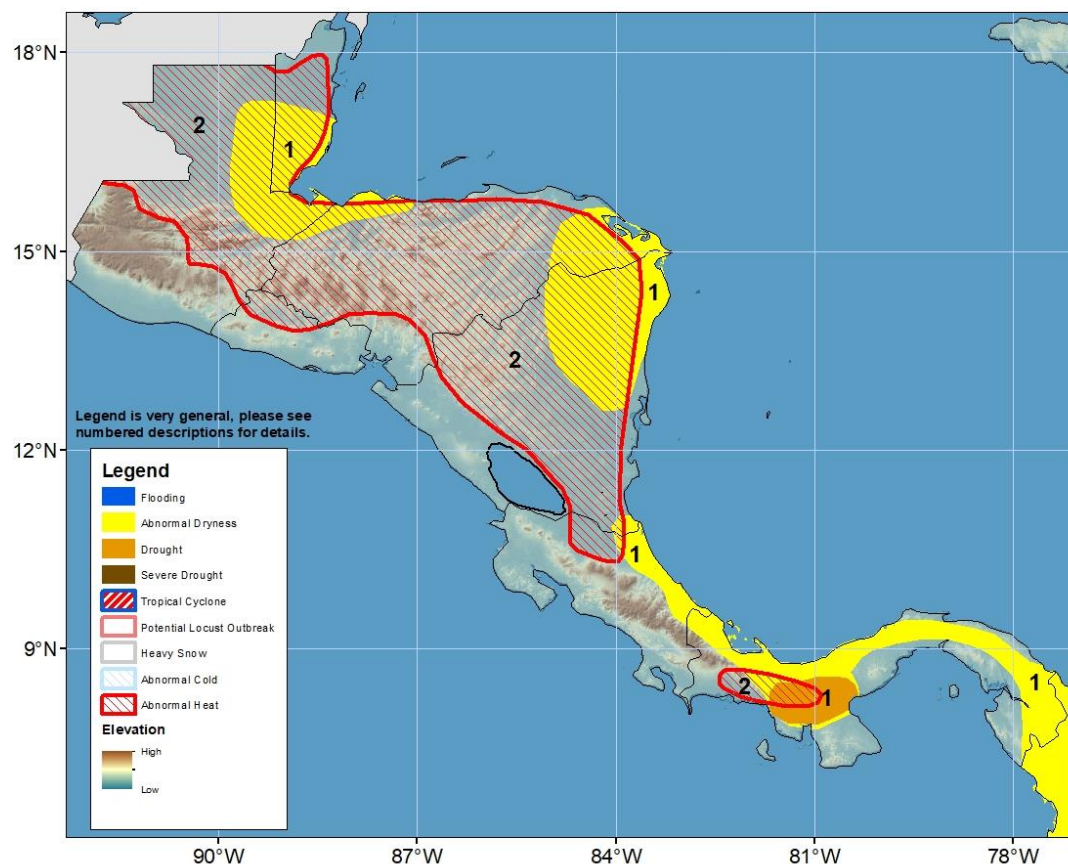 18°N
15°N
12°N
9°N
2
1
1
2
1
2
1
1
Legend is very general, please see
numbered descriptions for details.
Legend
Flooding
Abnormal Dryness
Drought
Severe Drought
Tropical Cyclone
Potential Locust Outbreak
Heavy Snow
Abnormal Cold
Abnormal Heat
Elevation
High
Low
90°W
87°W
84°W
81°W
78°W